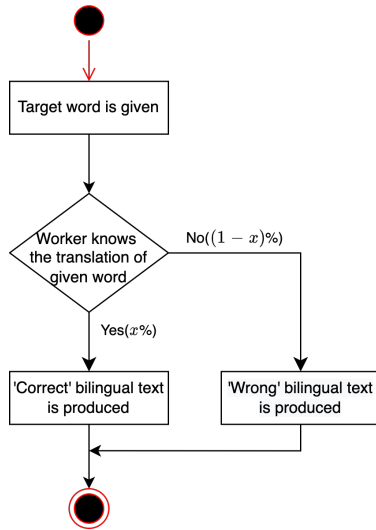 Target word is given
Worker knows
the translation of
given word
No((1 − x)%)
Yes(x%)
'Correct' bilingual text
is produced
'Wrong' bilingual text
is produced